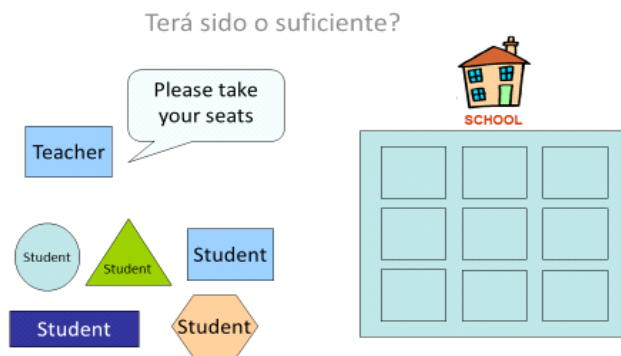 Terá sido o suficiente?
Please take
your seats
SCHOOL
Teacher
Student
Student
Student
Student
Student